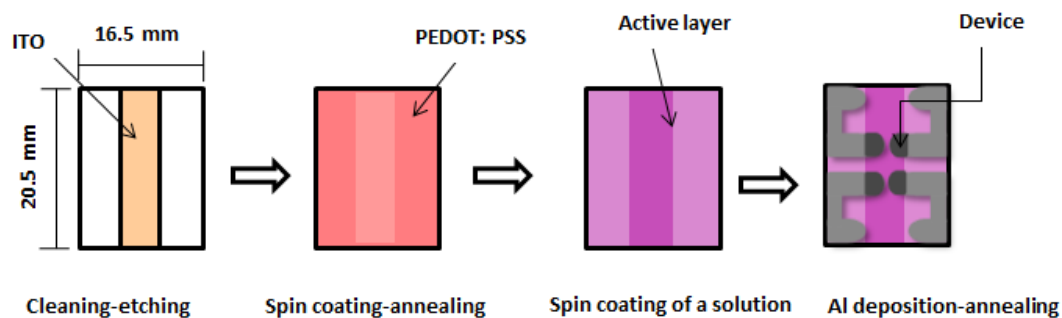 ITO
16.5 mm
PEDOT: PSS
Active layer
Device
20.5 mm
Cleaning-etching
Spin coating-annealing
Spin coating of a solution
Al deposition-annealing